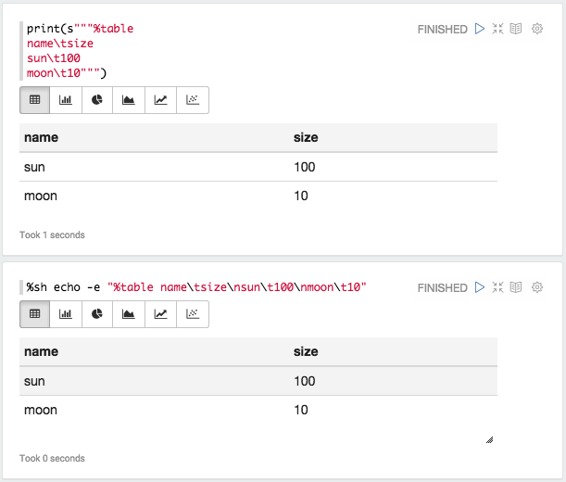 print(s"""%table
name\tsize
sun\t100
moon\t10""")
FINISHED
name size
sun 100
moon 10
Took 1 seconds
%sh echo -e "%table name\tsize\nsun\t100\nmoon\t10"
FINISHED
name size
sun 100
moon 10
Took 0 seconds